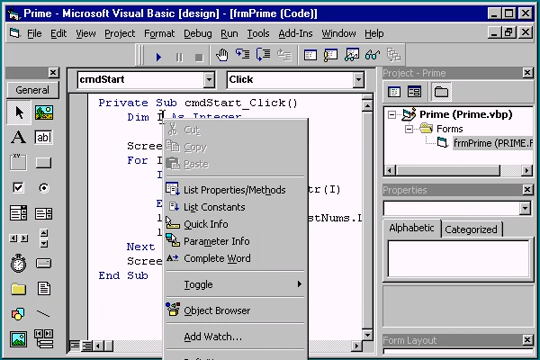 Prime - Microsoft Visual Basic [design] - [frmPrime (Code)]
File Edit View Project Format Debug Run Tools Add-Ins Window Help
General
cmdStart
Click
Private Sub cmdStart_Click()
Dim I As Integer
Screen
For I
I
tr(I)
E
l
stNums.L
l
Next
Screen
End Sub
Cut
Copy
Paste
List Properties/Methods
List Constants
Quick Info
Parameter Info
Complete Word
Toggle
Object Browser
Add Watch...
Project - Prime
Prime (Prime.vbp)
Forms
frmPrime (PRIME.F
Properties
Alphabetic Categorized
Form Layout